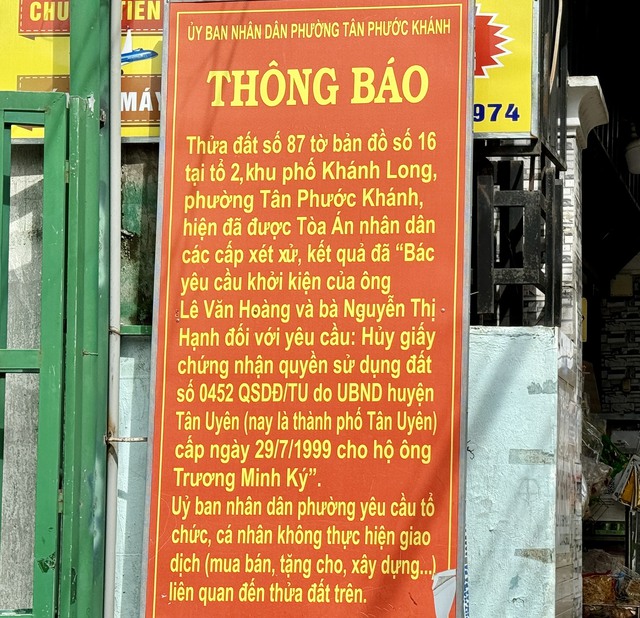 ỦY BAN NHÂN DÂN PHƯỜNG TÂN PHƯỚC KHÁNH
THÔNG BÁO
Thửa đất số 87 tờ bản đồ số 16
tại tổ 2,khu phố Khánh Long,
phường Tân Phước Khánh,
hiện đã được Tòa Án nhân dân
các cấp xét xử, kết quả đã “Bác
yêu cầu khởi kiện của ông
Lê Văn Hoàng và bà Nguyễn Thị
Hạnh đối với yêu cầu: Hủy giấy
chứng nhận quyền sử dụng đất
số 0452 QSDĐ/TU do UBND huyện
Tân Uyên (nay là thành phố Tân Uyên)
cấp ngày 29/7/1999 cho hộ ông
Trương Minh Ký”.
Uỷ ban nhân dân phường yêu cầu tổ
chức, cá nhân không thực hiện giao
dịch (mua bán, tặng cho, xây dựng...)
liên quan đến thửa đất trên.
TIỀN
MÁY
974